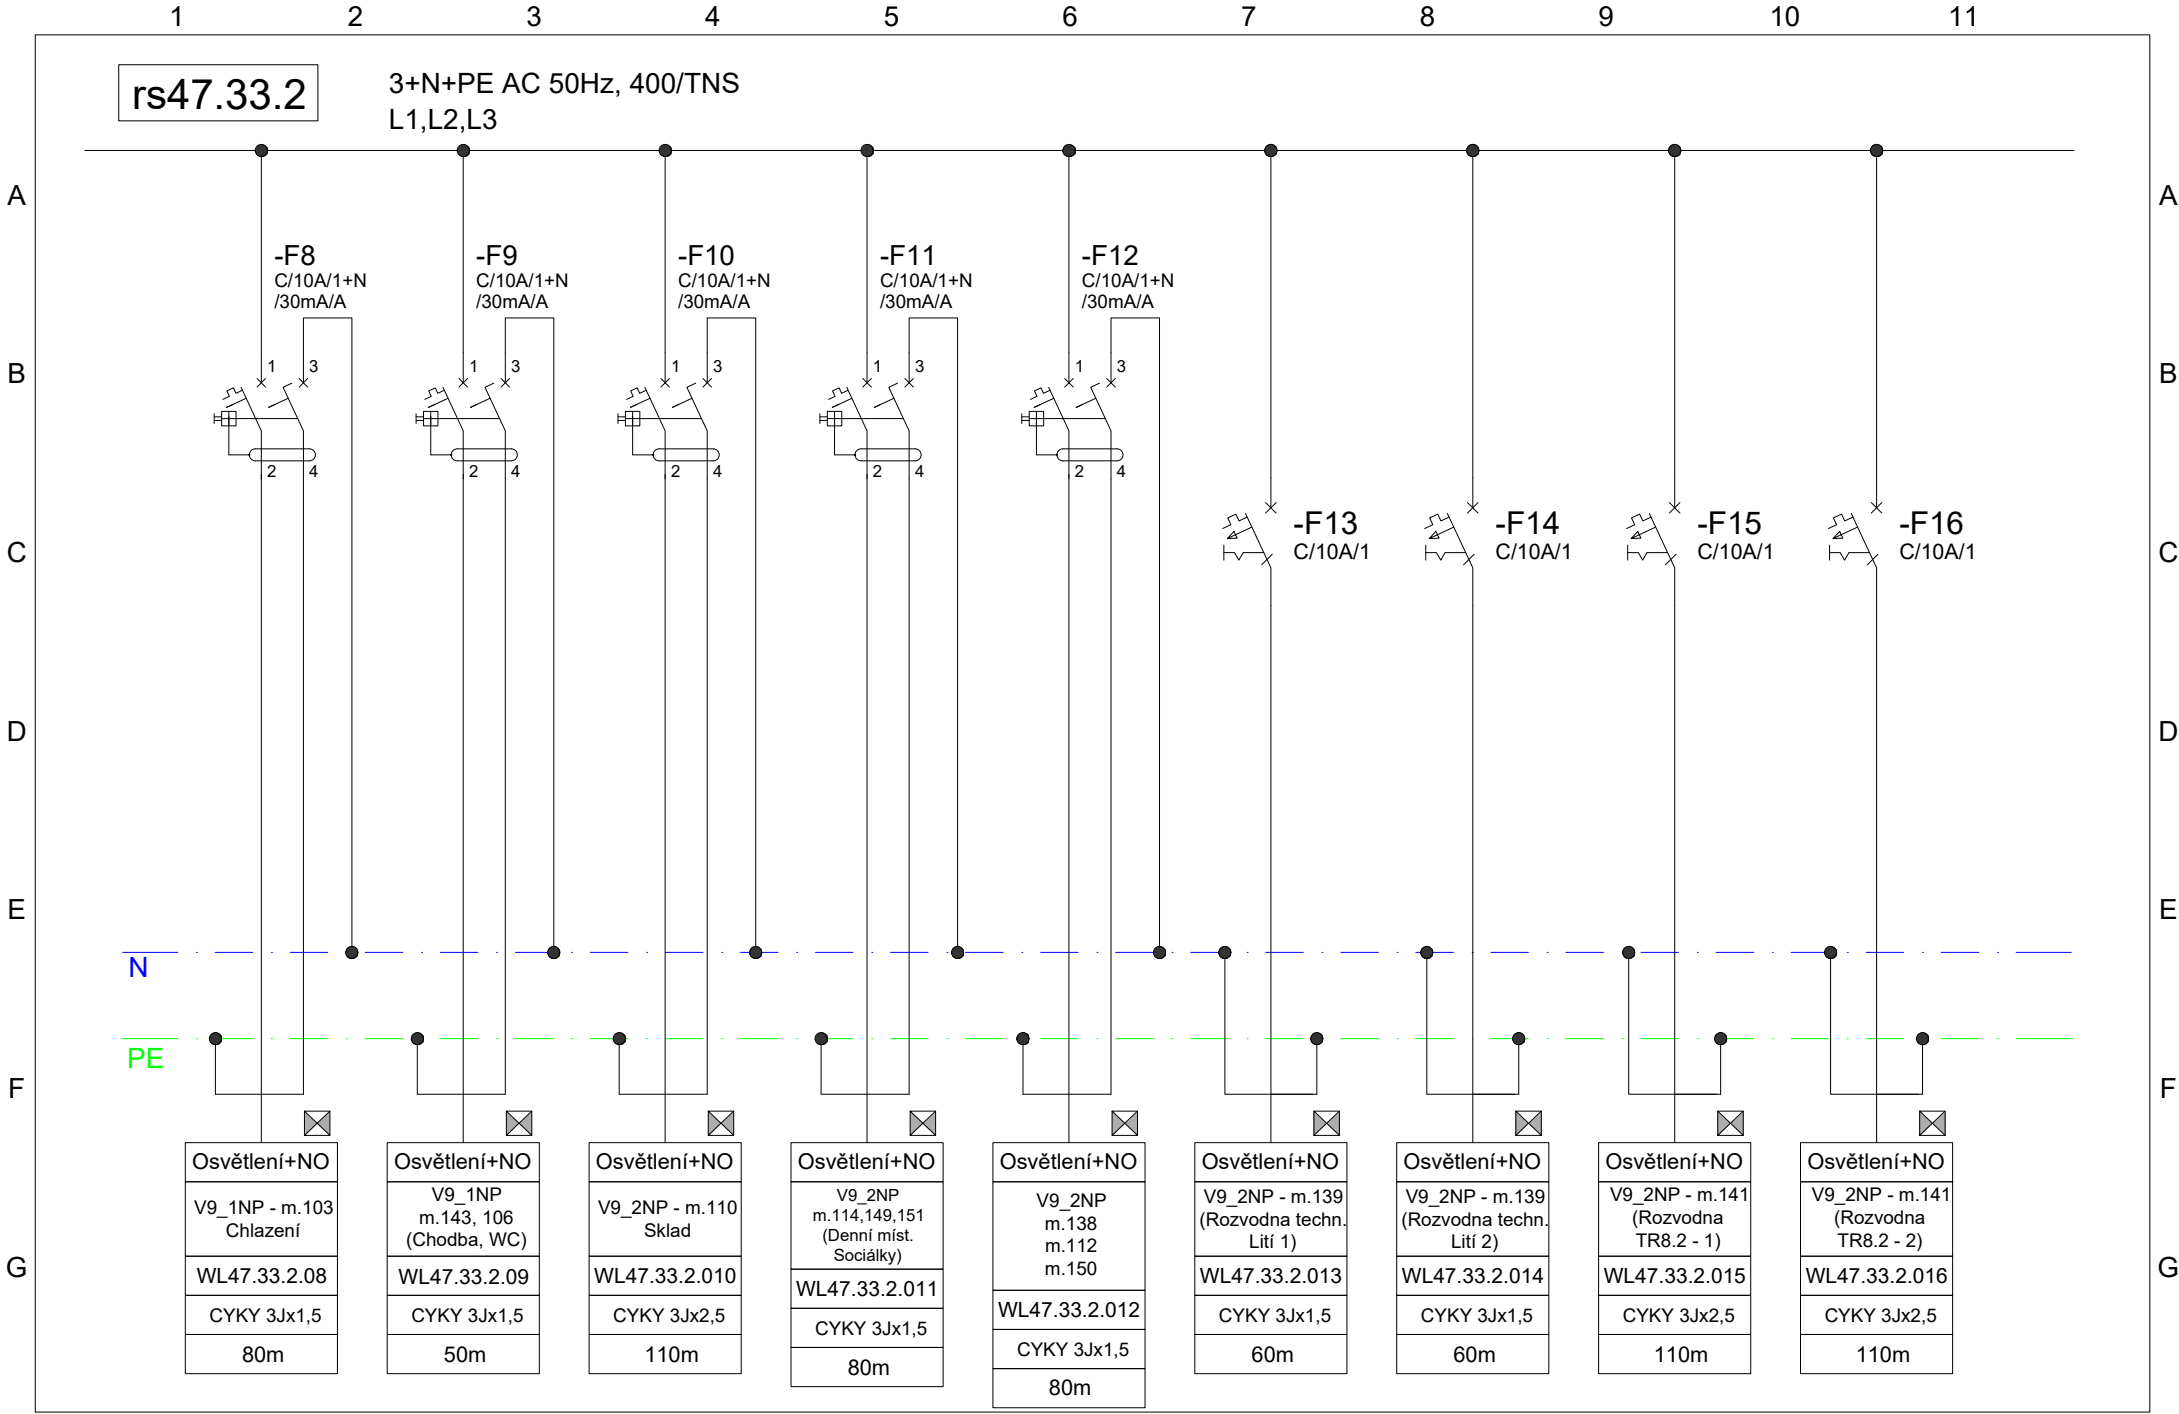 1 2 3 4 5 6 7 8 9 10 11
rs47.33.2
3+N+PE AC 50Hz, 400/TNS
L1,L2,L3
A A
-F8
C/10A/1+N
/30mA/A
-F9
C/10A/1+N
/30mA/A
-F10
C/10A/1+N
/30mA/A
-F11
C/10A/1+N
/30mA/A
-F12
C/10A/1+N
/30mA/A
B B
1 3 1 3 1 3 1 3 1 3
2 4 2 4 2 4 2 4 2 4
-F13
C/10A/1
-F14
C/10A/1
-F15
C/10A/1
-F16
C/10A/1
C C
D D
E E
N
PE
F F
G G
Osvětlení+NO
V9_1NP - m.103
Chlazení
WL47.33.2.08
CYKY 3Jx1,5
80m
Osvětlení+NO
V9_1NP
m.143, 106
(Chodba, WC)
WL47.33.2.09
CYKY 3Jx1,5
50m
Osvětlení+NO
V9_2NP - m.110
Sklad
WL47.33.2.010
CYKY 3Jx2,5
110m
Osvětlení+NO
V9_2NP
m.114,149,151
(Denní míst.
Sociálky)
WL47.33.2.011
CYKY 3Jx1,5
80m
Osvětlení+NO
V9_2NP
m.138
m.112
m.150
WL47.33.2.012
CYKY 3Jx1,5
80m
Osvětlení+NO
V9_2NP - m.139
(Rozvodna techn.
Lití 1)
WL47.33.2.013
CYKY 3Jx1,5
60m
Osvětlení+NO
V9_2NP - m.139
(Rozvodna techn.
Lití 2)
WL47.33.2.014
CYKY 3Jx1,5
60m
Osvětlení+NO
V9_2NP - m.141
(Rozvodna
TR8.2 - 1)
WL47.33.2.015
CYKY 3Jx2,5
110m
Osvětlení+NO
V9_2NP - m.141
(Rozvodna
TR8.2 - 2)
WL47.33.2.016
CYKY 3Jx2,5
110m